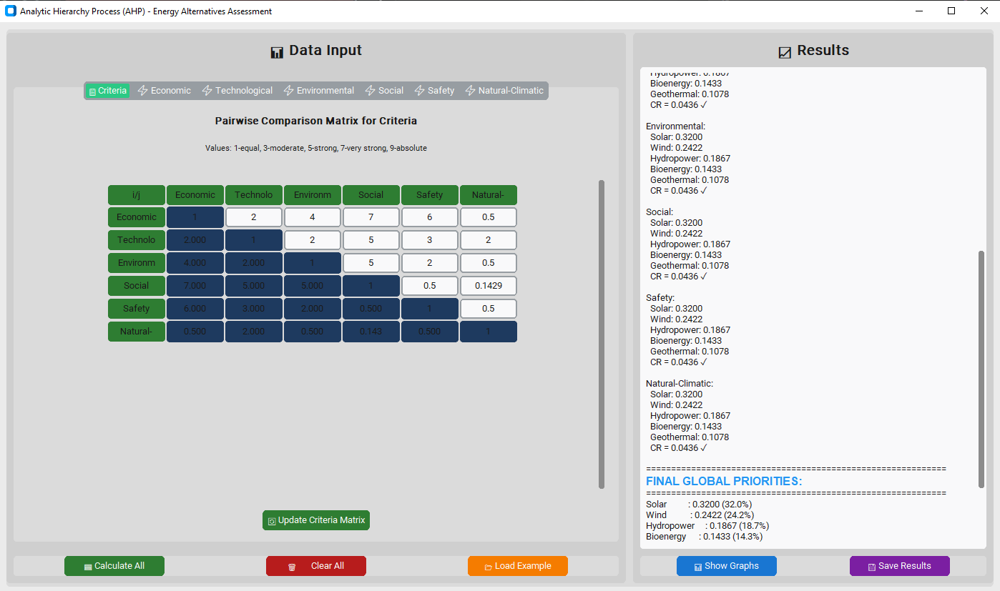 Analytic Hierarchy Process (AHP) - Energy Alternatives Assessment
Data Input
Criteria Economic Technological Environmental Social Safety Natural-Climatic
Pairwise Comparison Matrix for Criteria
Values: 1-equal, 3-moderate, 5-strong, 7-very strong, 9-absolute
i/j Economic Technolo Environm Social Safety Natural-
Economic 1 2 4 7 6 0.5
Technolo 2.000 1 2 5 3 2
Environm 4.000 2.000 1 5 2 0.5
Social 7.000 5.000 5.000 1 0.5 0.1429
Safety 6.000 3.000 2.000 0.500 1 0.5
Natural- 0.500 2.000 0.500 0.143 0.500 1
Update Criteria Matrix
Calculate All Clear All Load Example
Results
Hydropower: 0.1867
Bioenergy: 0.1433
Geothermal: 0.1078
CR = 0.0436 ✓
Environmental:
Solar: 0.3200
Wind: 0.2422
Hydropower: 0.1867
Bioenergy: 0.1433
Geothermal: 0.1078
CR = 0.0436 ✓
Social:
Solar: 0.3200
Wind: 0.2422
Hydropower: 0.1867
Bioenergy: 0.1433
Geothermal: 0.1078
CR = 0.0436 ✓
Safety:
Solar: 0.3200
Wind: 0.2422
Hydropower: 0.1867
Bioenergy: 0.1433
Geothermal: 0.1078
CR = 0.0436 ✓
Natural-Climatic:
Solar: 0.3200
Wind: 0.2422
Hydropower: 0.1867
Bioenergy: 0.1433
Geothermal: 0.1078
CR = 0.0436 ✓
============================================================
FINAL GLOBAL PRIORITIES:
============================================================
Solar : 0.3200 (32.0%)
Wind : 0.2422 (24.2%)
Hydropower : 0.1867 (18.7%)
Bioenergy : 0.1433 (14.3%)
Show Graphs Save Results